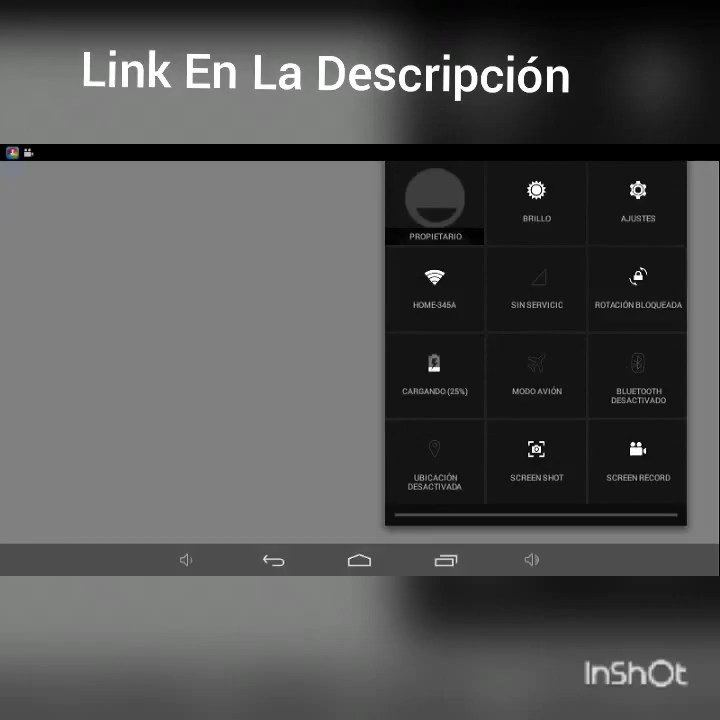 Link En La Descripción
PROPIETARIO
BRILLO
AJUSTES
HOME-345A
SIN SERVICIO
ROTACIÓN BLOQUEADA
CARGANDO (25%)
MODO AVIÓN
BLUETOOTH
DESACTIVADO
UBICACIÓN
DESACTIVADA
SCREEN SHOT
SCREEN RECORD
InShOt